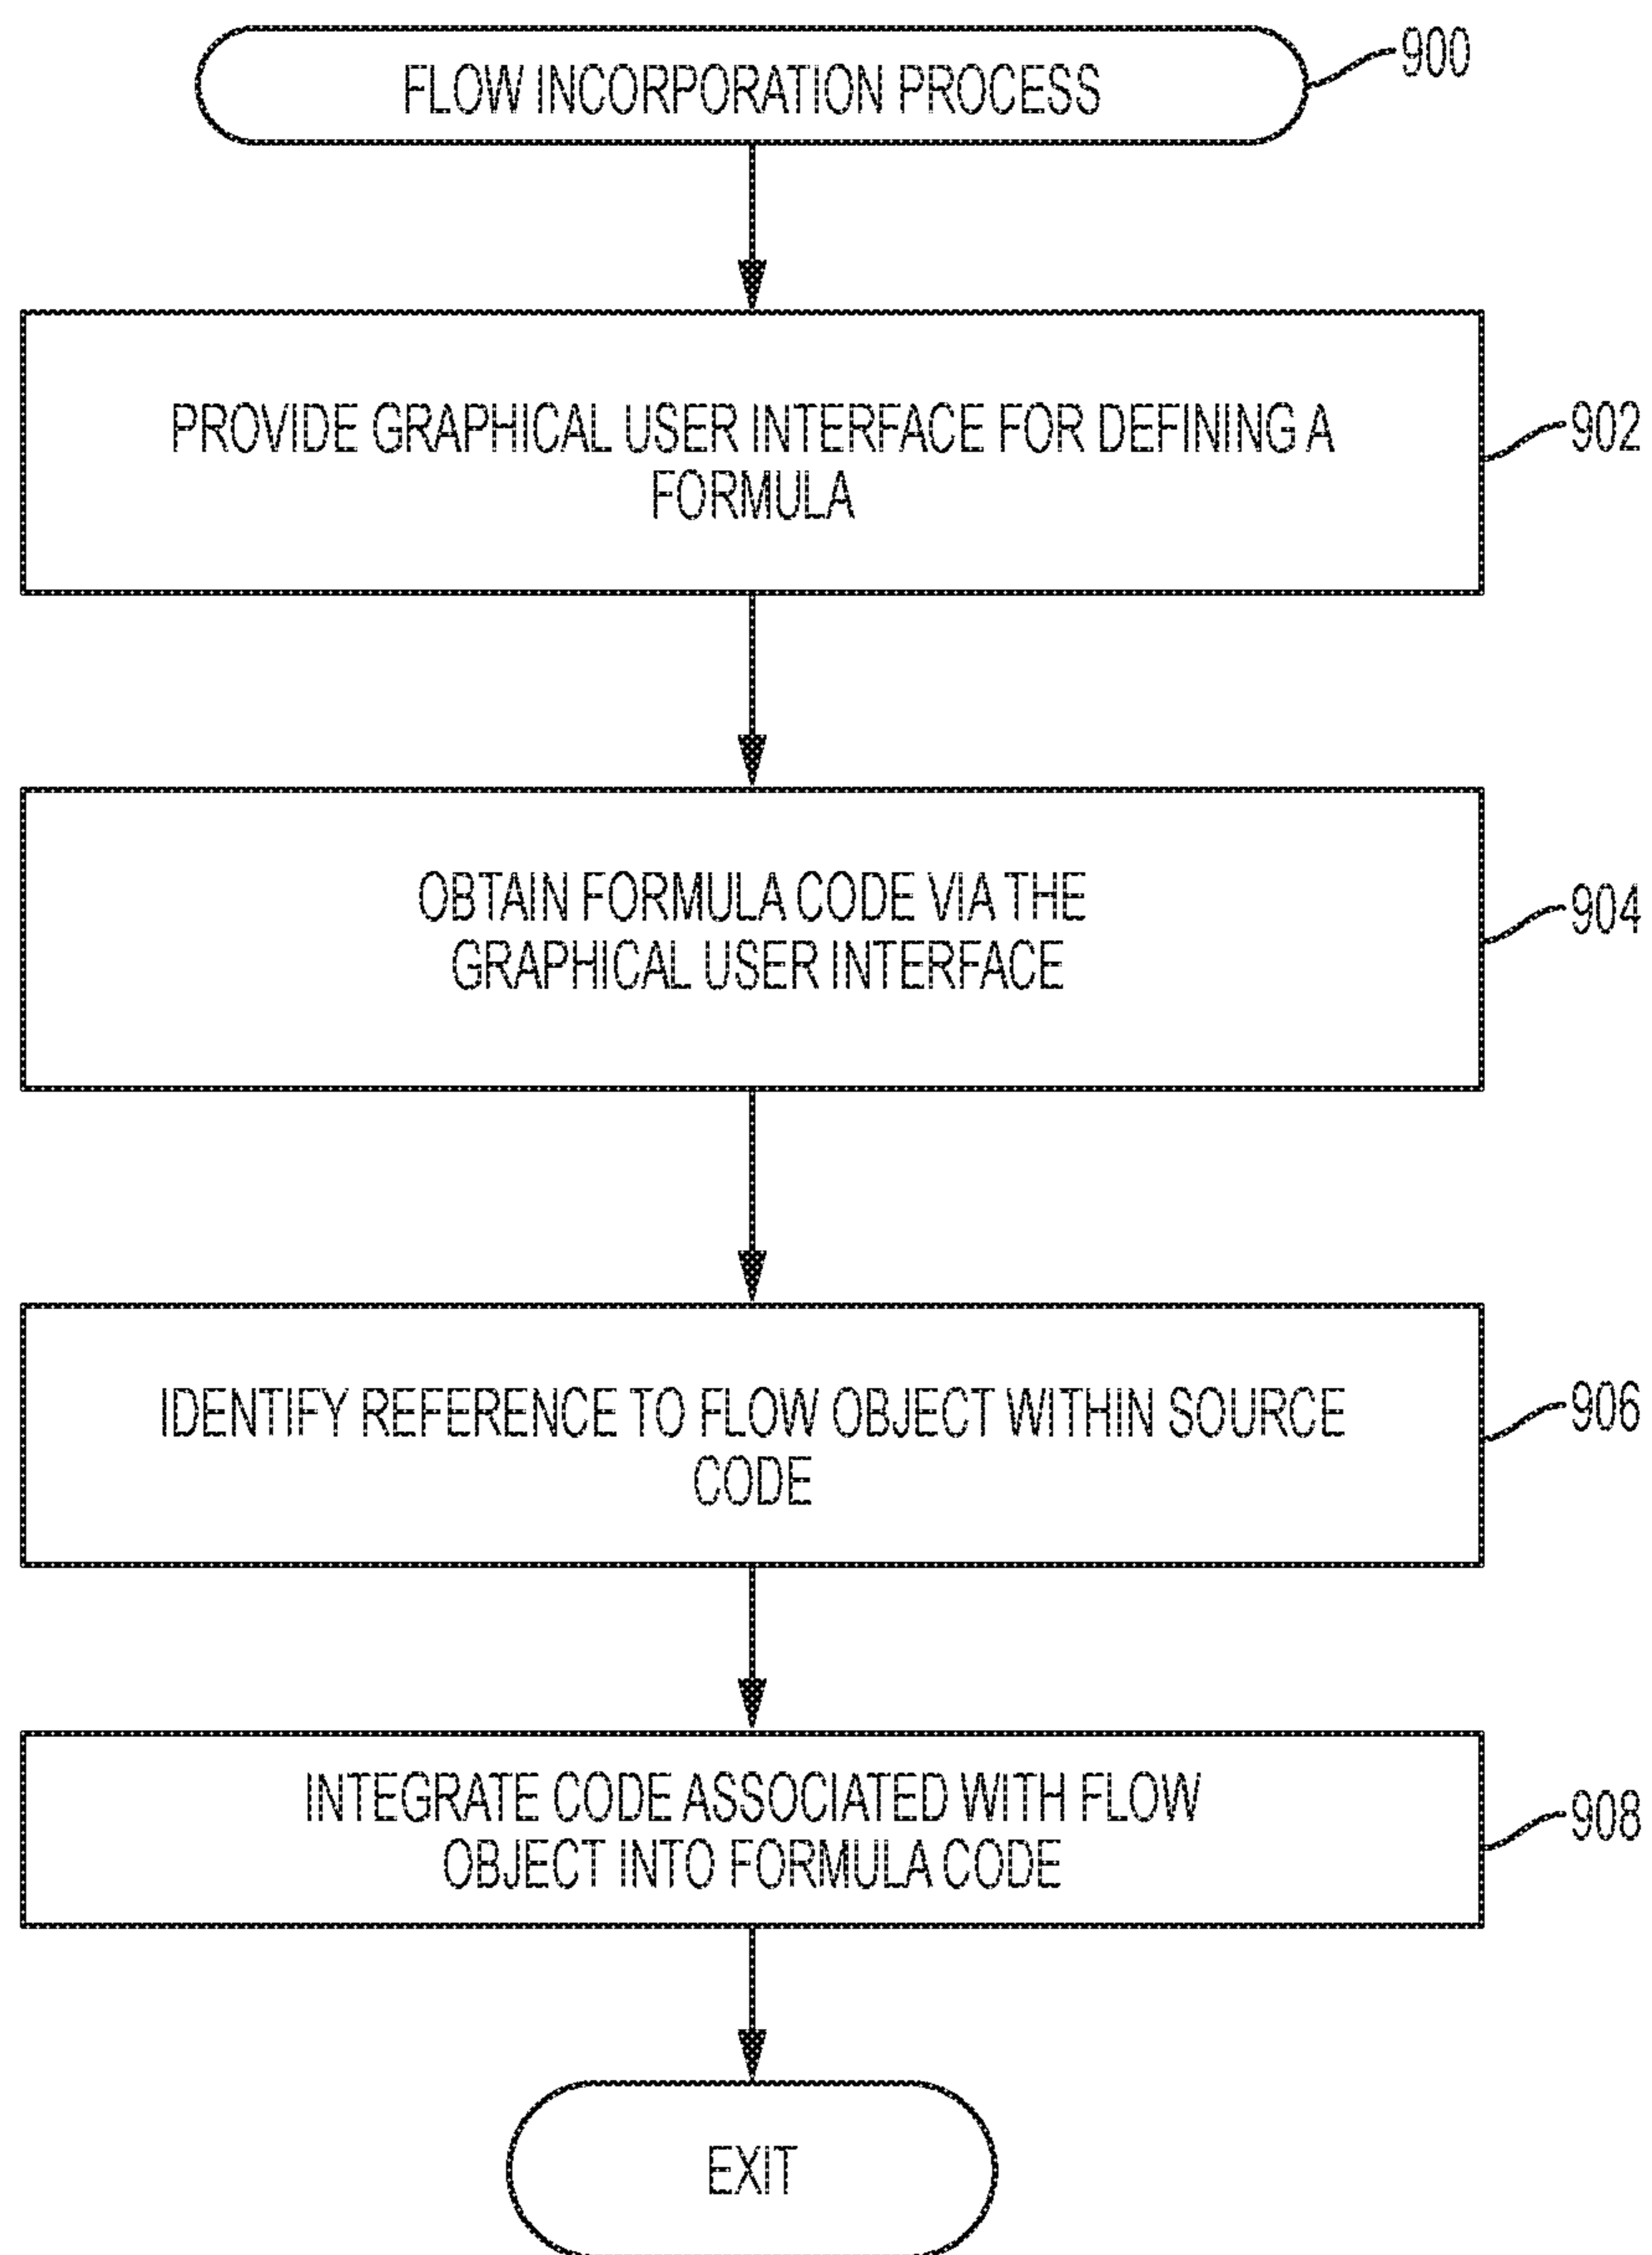 FLOW INCORPORATION PROCESS
900
PROVIDE GRAPHICAL USER INTERFACE FOR DEFINING A
FORMULA
902
OBTAIN FORMULA CODE VIA THE
GRAPHICAL USER INTERFACE
904
IDENTIFY REFERENCE TO FLOW OBJECT WITHIN SOURCE
CODE
906
INTEGRATE CODE ASSOCIATED WITH FLOW
OBJECT INTO FORMULA CODE
908
EXIT